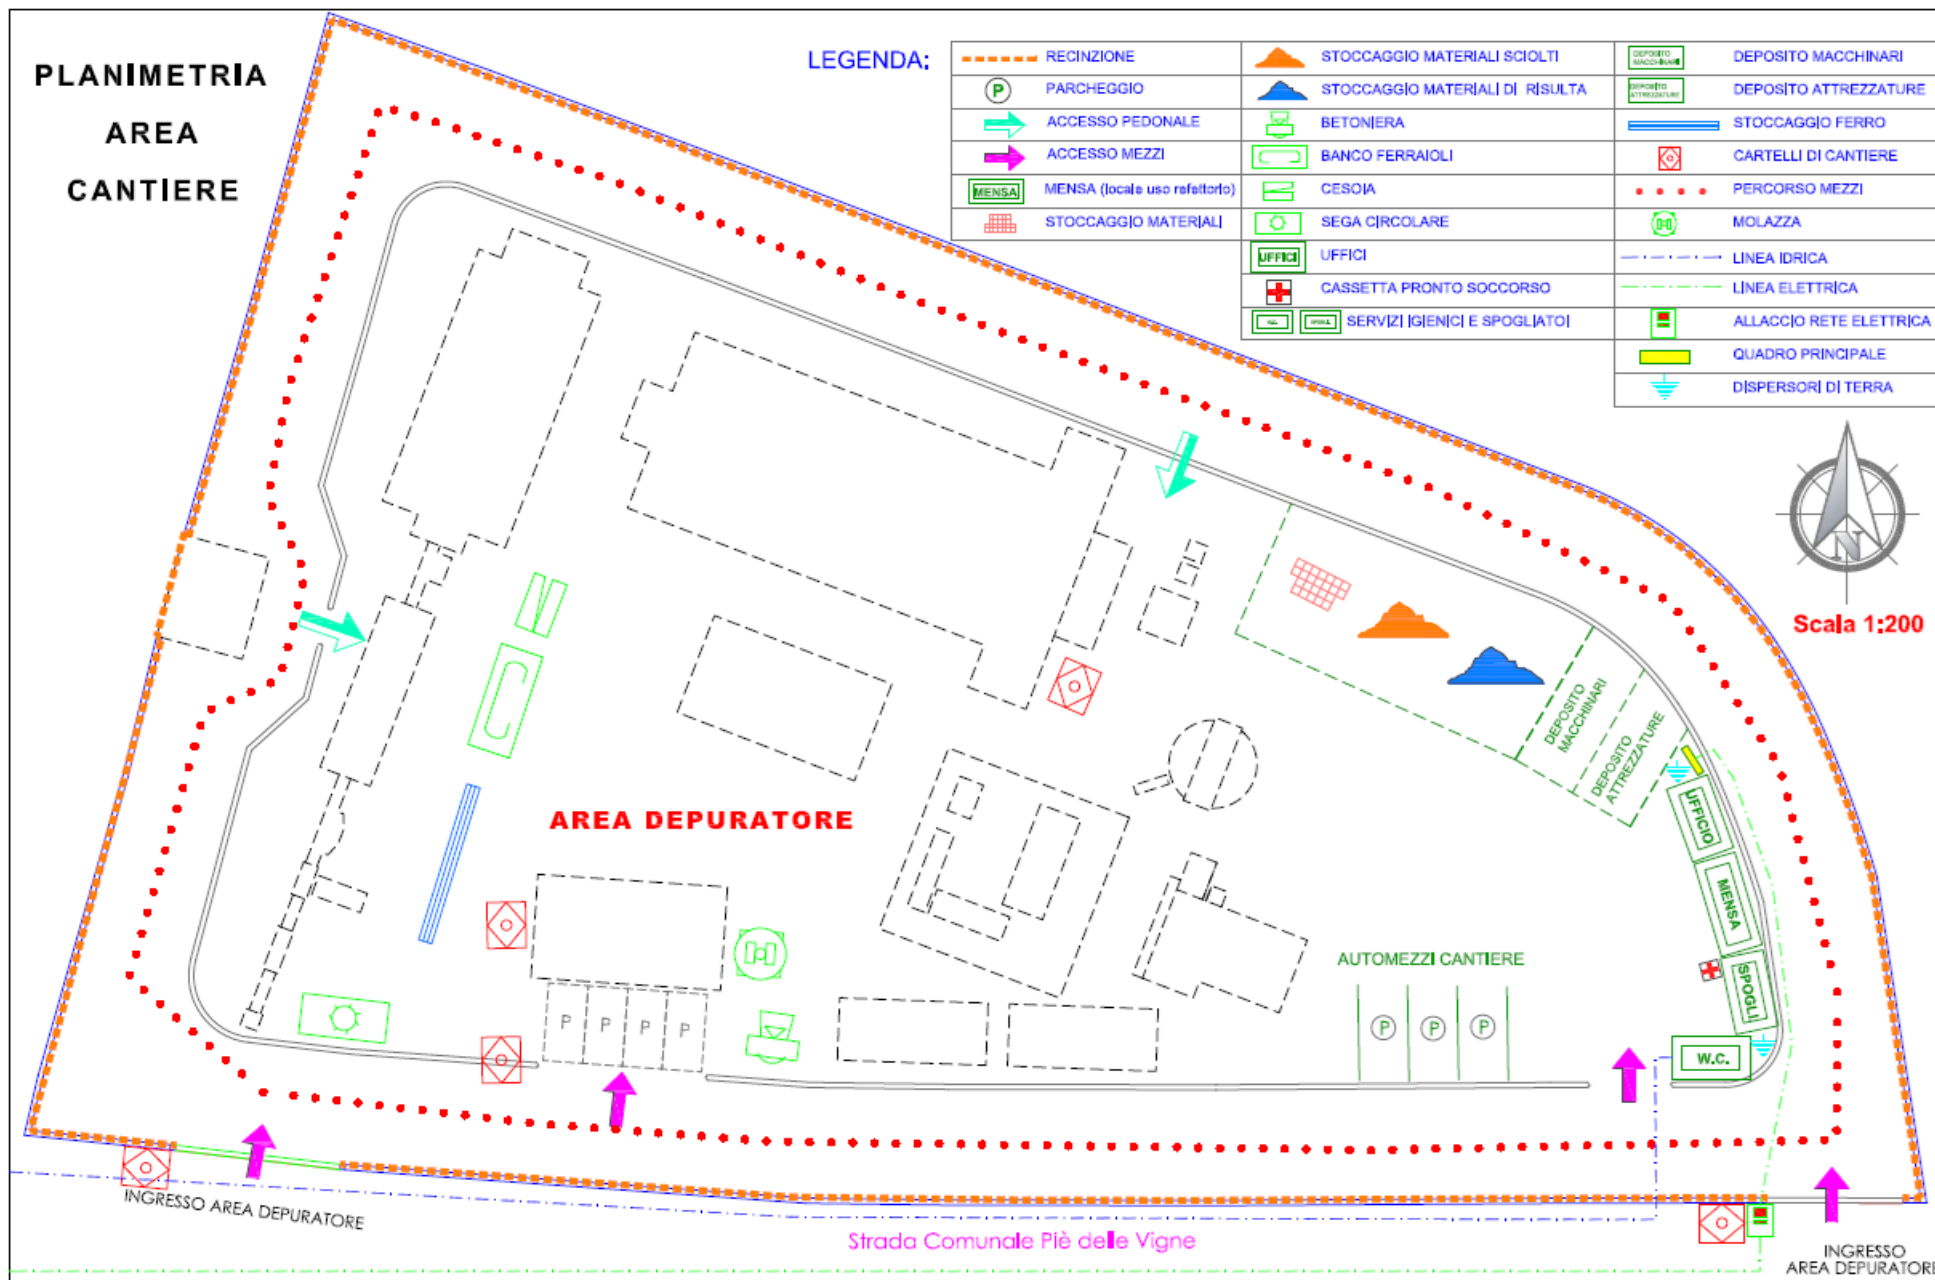 PLANIMETRIA
AREA
CANTIERE
LEGENDA:
RECINZIONE
P
PARCHEGGIO
ACCESSO PEDONALE
ACCESSO MEZZI
MENSA
MENSA (locale uso refettorio)
STOCCAGGIO MATERIALI
STOCCAGGIO MATERIALI SCIOLTI
STOCCAGGIO MATERIALI DI RISULTA
BETONIERA
BANCO FERRAIOLI
CESOIA
SEGA CIRCOLARE
UFFICI
UFFICI
CASSETTA PRONTO SOCCORSO
SERVIZI IGIENICI E SPOGLIATOI
DEPOSITO
MACCHINARI
DEPOSITO MACCHINARI
DEPOSITO
ATTREZZATURE
DEPOSITO ATTREZZATURE
STOCCAGGIO FERRO
CARTELLI DI CANTIERE
PERCORSO MEZZI
MOLAZZA
LINEA IDRICA
LINEA ELETTRICA
ALLACCIO RETE ELETTRICA
QUADRO PRINCIPALE
DISPERSORI DI TERRA
N
Scala 1:200
DEPOSITO
MACCHINARI
DEPOSITO
ATTREZZATURE
UFFICIO
MENSA
SPOGLI
W.C.
AREA DEPURATORE
AUTOMEZZI CANTIERE
P P P P
P P P
INGRESSO AREA DEPURATORE
Strada Comunale Piè delle Vigne
INGRESSO
AREA DEPURATORE